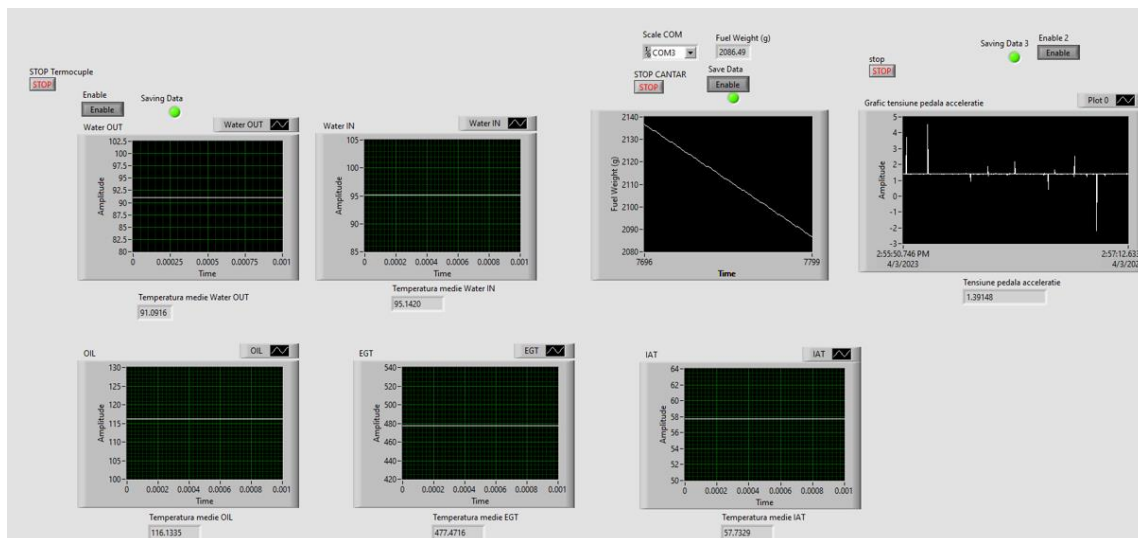 Scale COM
Fuel Weight (g)
COM3
2086.49
Saving Data 3
Enable 2
Enable
stop
STOP
STOP Termocuple
STOP
STOP CANTAR
STOP
Save Data
Enable
Enable
Enable
Saving Data
Water OUT
Water OUT
102.5
100
97.5
95
92.5
90
87.5
85
82.5
80
Amplitude
0 0.00025 0.0005 0.00075 0.001
Time
Temperatura medie Water OUT
91.0916
Water IN
Water IN
105
100
95
90
85
Amplitude
0 0.0002 0.0004 0.0006 0.0008 0.001
Time
Temperatura medie Water IN
95.1420
2140
2130
2120
2110
2100
2090
2080
Fuel Weight (g)
7696 7799
Time
Grafic tensiune pedala acceleratie
Plot 0
5
4
3
2
1
0
-1
-2
-3
Amplitude
2:55:50.746 PM 2:57:12.633
4/3/2023 4/3/202
Tensiune pedala acceleratie
1.39148
OIL
OIL
130
125
120
115
110
105
100
Amplitude
0 0.0002 0.0004 0.0006 0.0008 0.001
Time
Temperatura medie OIL
116.1335
EGT
EGT
540
520
500
480
460
440
420
Amplitude
0 0.0002 0.0004 0.0006 0.0008 0.001
Time
Temperatura medie EGT
477.4716
IAT
IAT
64
62
60
58
56
54
52
50
Amplitude
0 0.0002 0.0004 0.0006 0.0008 0.001
Time
Temperatura medie IAT
57.7329